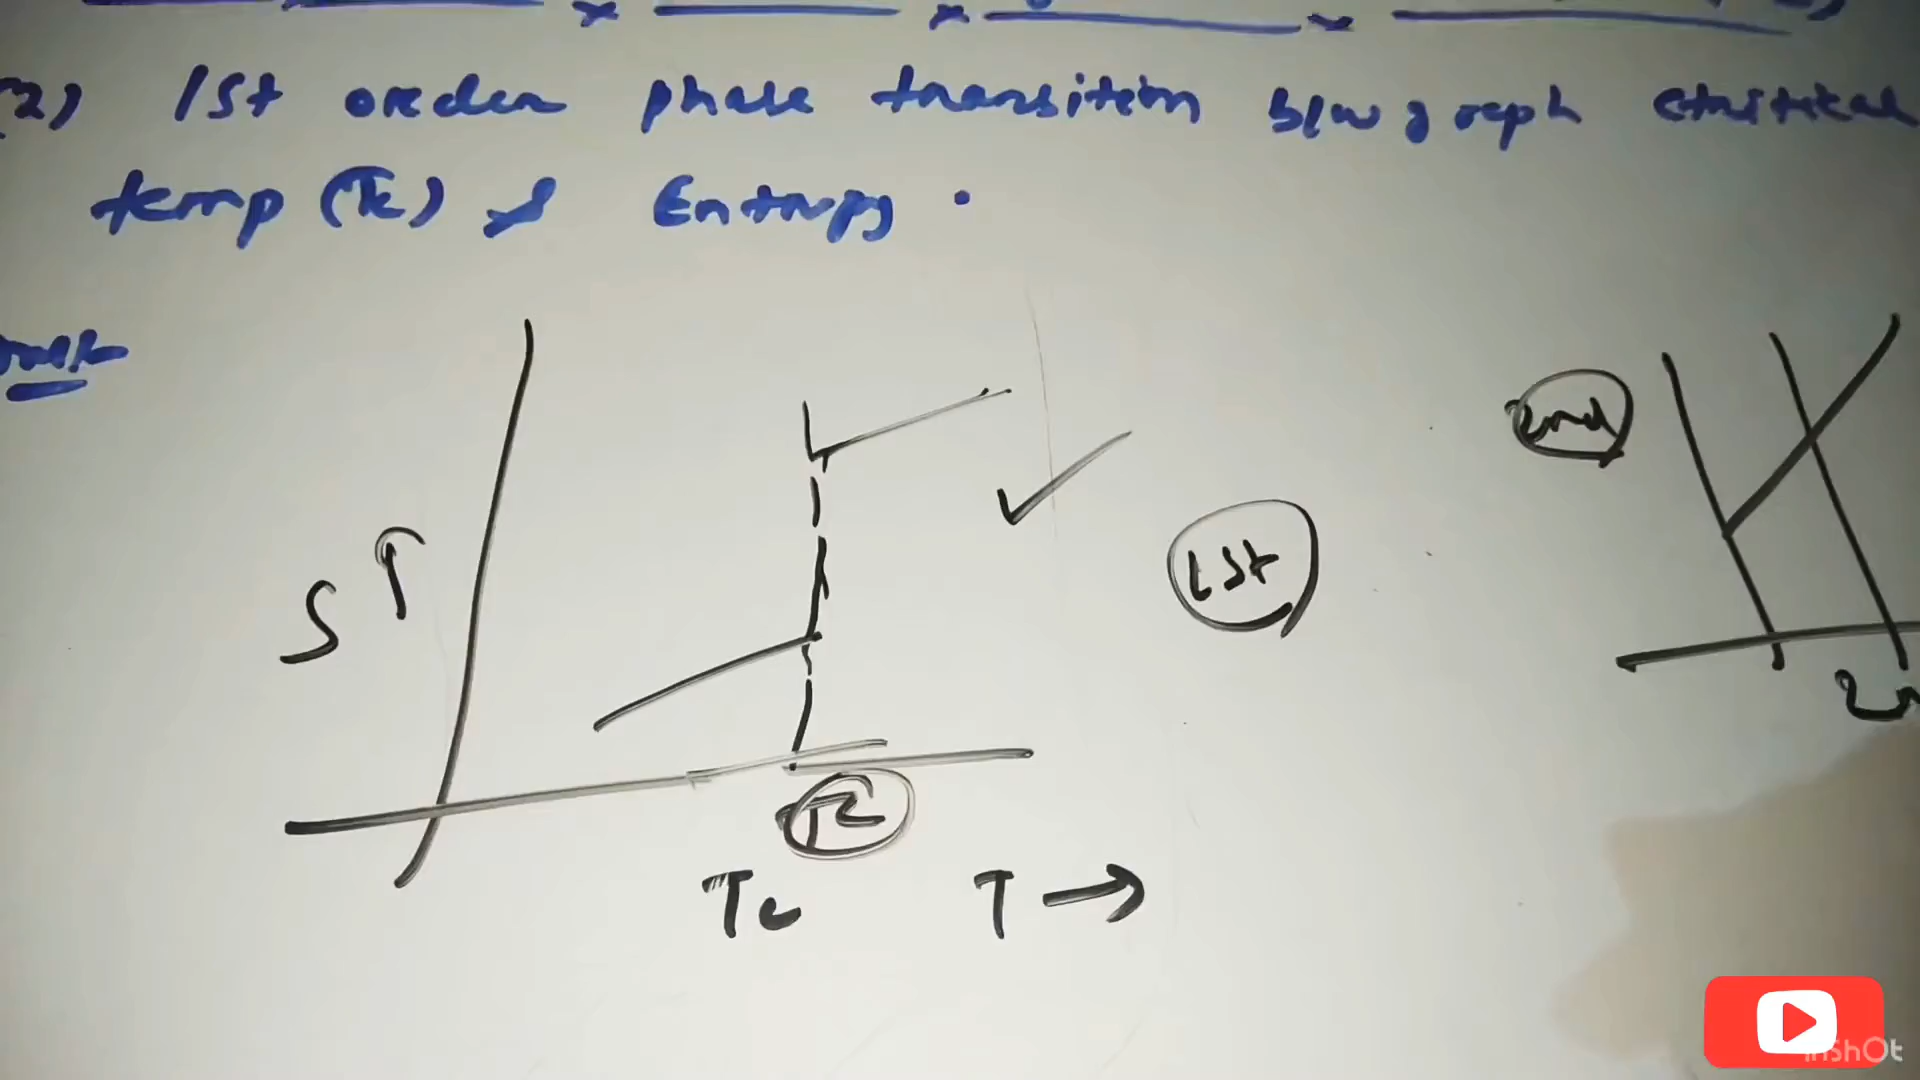 (2) 1st order phase transition b/w graph critical
temp (Tc) & Entropy.
S ↑
1st
2nd
Tc
Tc T →
InshOt